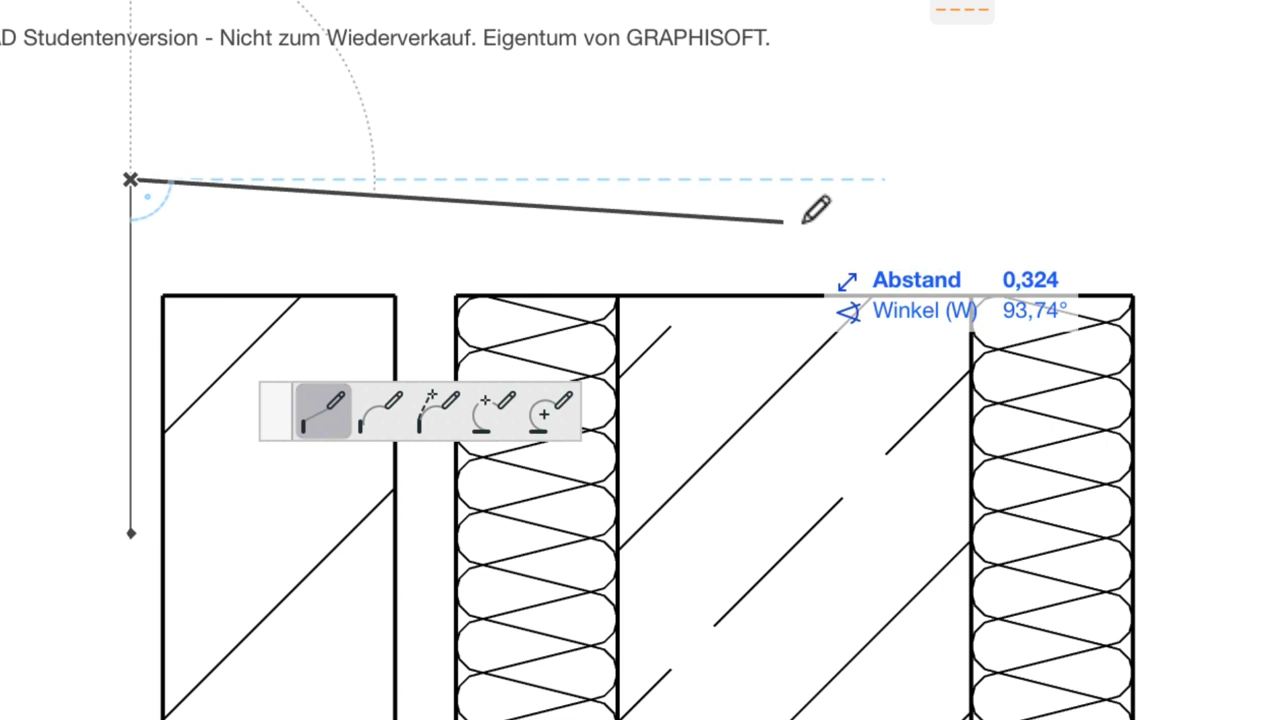 D Studentenversion - Nicht zum Wiederverkauf. Eigentum von GRAPHISOFT.
Abstand 0,324
Winkel (W) 93,74°